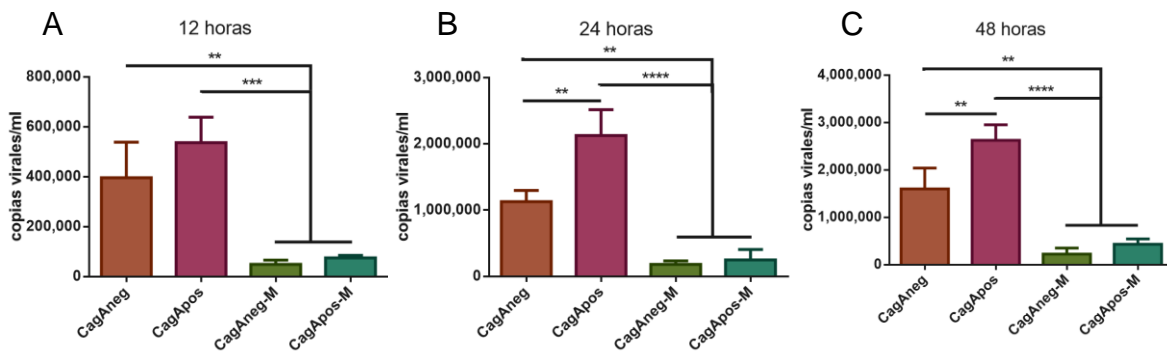 A
12 horas
**
***
800,000
600,000
400,000
200,000
0
copias virales/ml
CagAneg
CagApos
CagAneg-M
CagApos-M
B
24 horas
**
****
**
3,000,000
2,000,000
1,000,000
0
copias virales/ml
CagAneg
CagApos
CagAneg-M
CagApos-M
C
48 horas
**
****
**
4,000,000
3,000,000
2,000,000
1,000,000
0
copias virales/ml
CagAneg
CagApos
CagAneg-M
CagApos-M